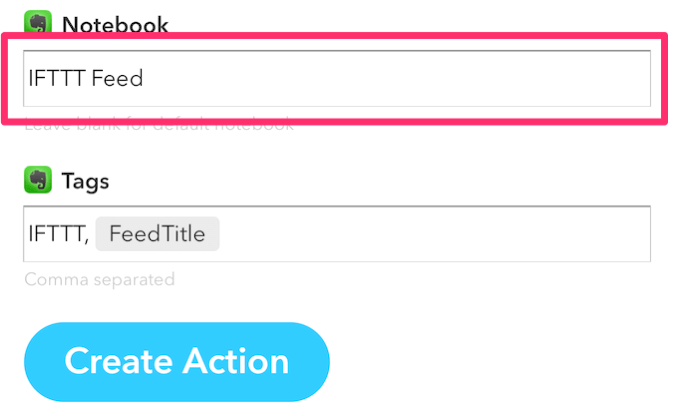 Notebook
IFTTT Feed
Leave blank for default notebook
Tags
IFTTT, FeedTitle
Comma separated
Create Action